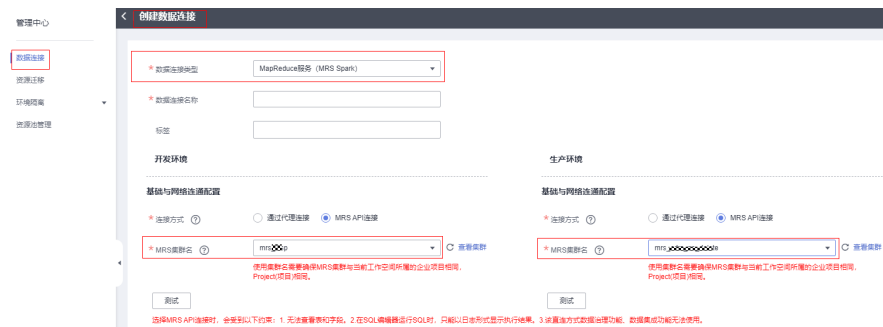 管理中心
创建数据连接
数据连接
资源迁移
环境隔离
资源池管理
* 数据连接类型
MapReduce服务 (MRS Spark)
* 数据连接名称
标签
开发环境
生产环境
基础与网络连通配置
基础与网络连通配置
* 连接方式 ?
通过代理连接
MRS API连接
* 连接方式 ?
通过代理连接
MRS API连接
* MRS集群名 ?
查看集群
* MRS集群名 ?
查看集群
使用集群名需要确保MRS集群与当前工作空间所属的企业项目相同，
Project(项目)相同。
使用集群名需要确保MRS集群与当前工作空间所属的企业项目相同，
Project(项目)相同。
测试
测试
选择MRS API连接时，会受到以下约束：1. 无法查看表和字段。2.在SQL编辑器运行SQL时，只能以日志形式显示执行结果。3.该直连方式数据治理功能、数据集成功能无法使用。